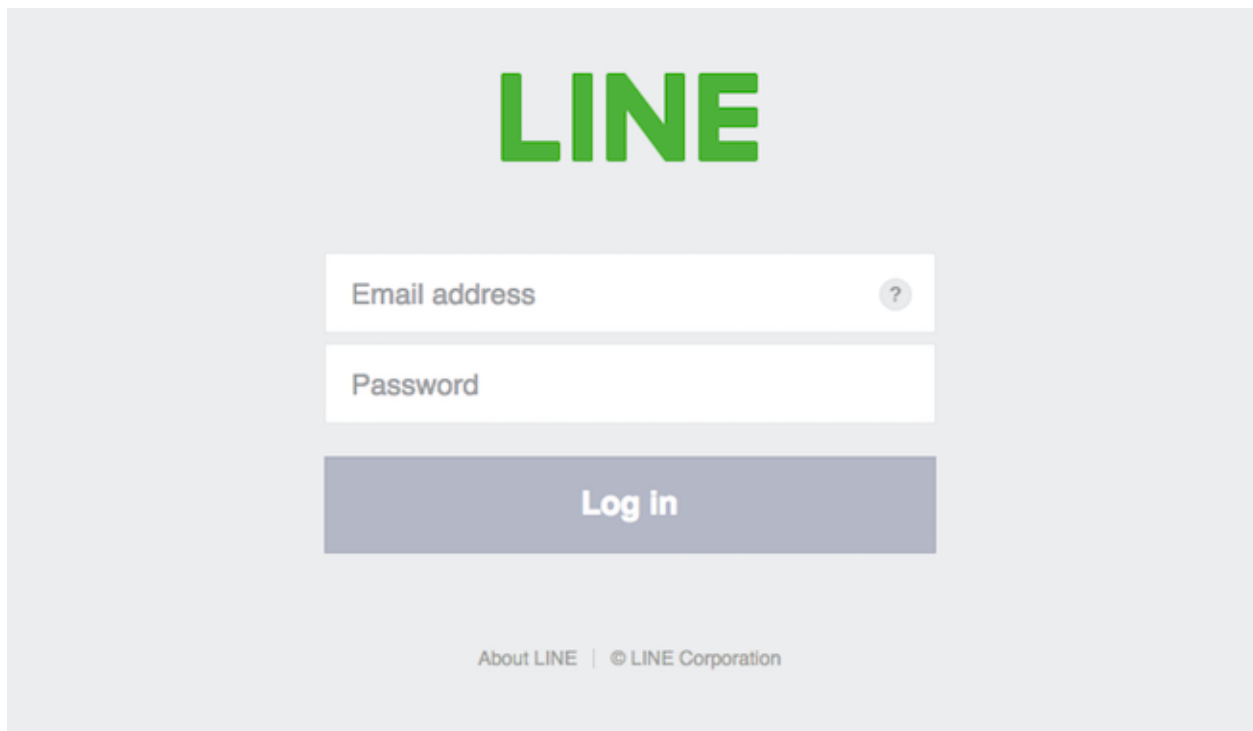 LINE
Email address ?
Password
Log in
About LINE | © LINE Corporation